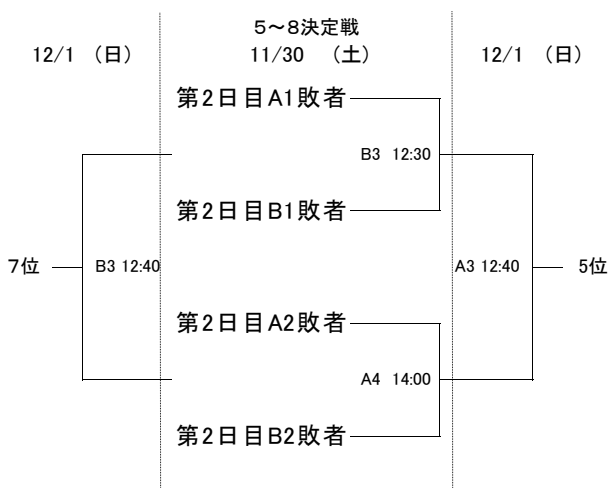 5～8決定戦
12/1 （日）
11/30 （土）
12/1 （日）
第2日目A1敗者
B3 12:30
第2日目B1敗者
7位
B3 12:40
A3 12:40
5位
第2日目A2敗者
A4 14:00
第2日目B2敗者